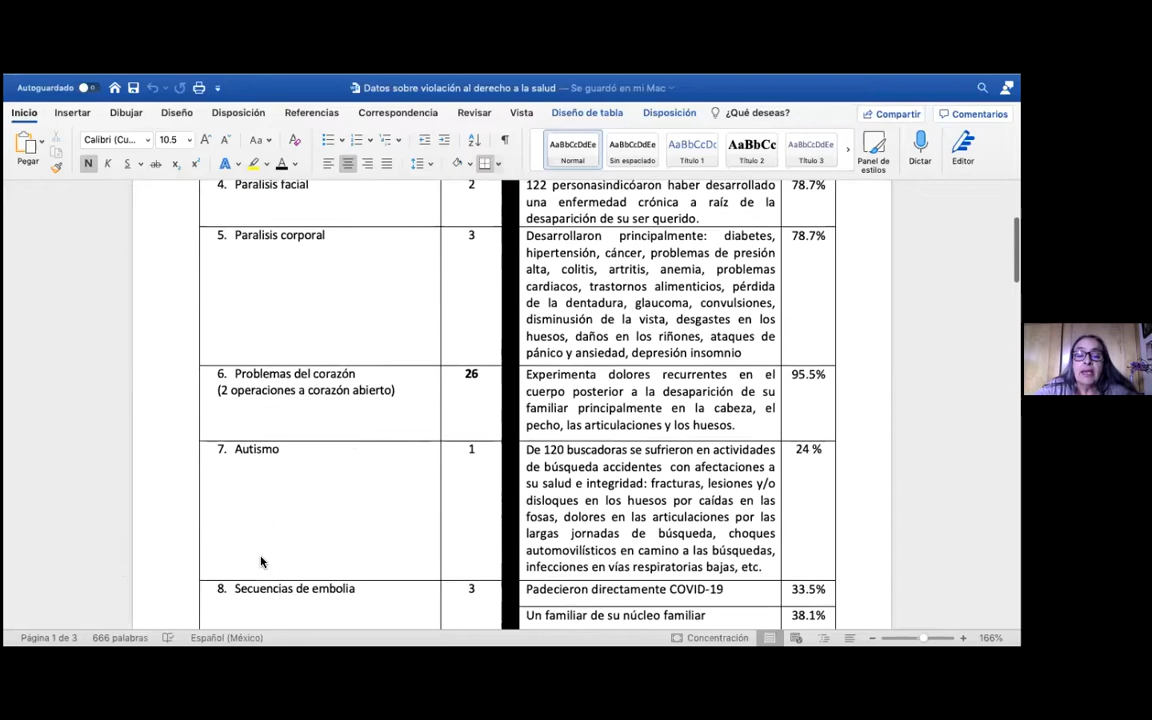 Autoguardado
Datos sobre violación al derecho a la salud — Se guardó en mi Mac
Inicio Insertar Dibujar Diseño Disposición Referencias Correspondencia Revisar Vista Diseño de tabla Disposición ¿Qué deseas? Compartir Comentarios
Pegar
Calibri (Cu... 10.5
N K S ab
AaBbCcDdEe AaBbCcDdEe AaBbCcDc AaBbCc AaBbCcDdEe
Normal Sin espaciado Título 1 Título 2 Título 3
Panel de estilos
Dictar
Editor
4. Paralisis facial
2
122 personasindicóaron haber desarrollado
una enfermedad crónica a raíz de la
desaparición de su ser querido.
78.7%
5. Paralisis corporal
3
Desarrollaron principalmente: diabetes,
hipertensión, cáncer, problemas de presión
alta, colitis, artritis, anemia, problemas
cardiacos, trastornos alimenticios, pérdida
de la dentadura, glaucoma, convulsiones,
disminusión de la vista, desgastes en los
huesos, daños en los riñones, ataques de
pánico y ansiedad, depresión insomnio
78.7%
6. Problemas del corazón
(2 operaciones a corazón abierto)
26
Experimenta dolores recurrentes en el
cuerpo posterior a la desaparición de su
familiar principalmente en la cabeza, el
pecho, las articulaciones y los huesos.
95.5%
7. Autismo
1
De 120 buscadoras se sufrieron en actividades
de búsqueda accidentes con afectaciones a
su salud e integridad: fracturas, lesiones y/o
disloques en los huesos por caídas en las
fosas, dolores en las articulaciones por las
largas jornadas de búsqueda, choques
automovilísticos en camino a las búsquedas,
infecciones en vías respiratorias bajas, etc.
24 %
8. Secuencias de embolia
3
Padecieron directamente COVID-19
33.5%
Un familiar de su núcleo familiar
38.1%
Página 1 de 3 666 palabras Español (México) Concentración 166%